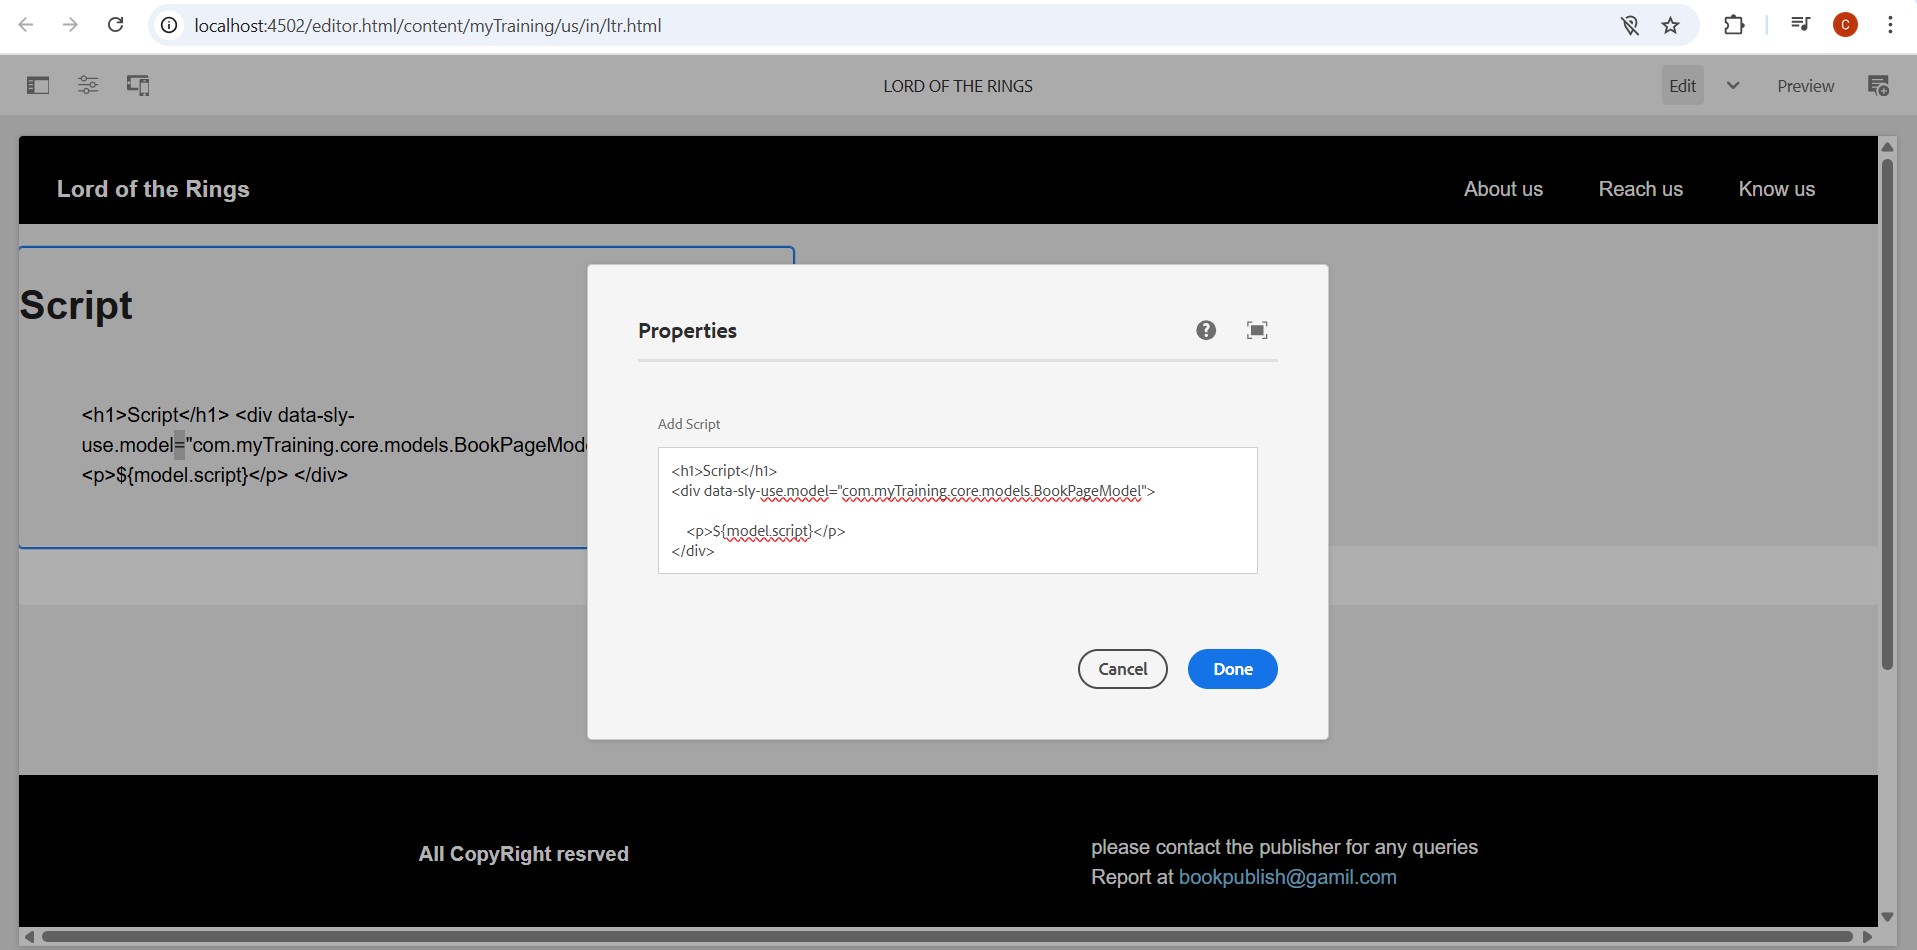 localhost:4502/editor.html/content/myTraining/us/in/ltr.html
C
LORD OF THE RINGS
Edit
Preview
Lord of the Rings
About us
Reach us
Know us
Script
<h1>Script</h1> <div data-sly-
use.model="com.myTraining.core.models.BookPageMod
<p>${model.script}</p> </div>
Properties
Add Script
<h1>Script</h1>
<div data-sly-use.model="com.myTraining.core.models.BookPageModel">
<p>${model.script}</p>
</div>
Cancel
Done
All CopyRight resrved
please contact the publisher for any queries
Report at bookpublish@gamil.com